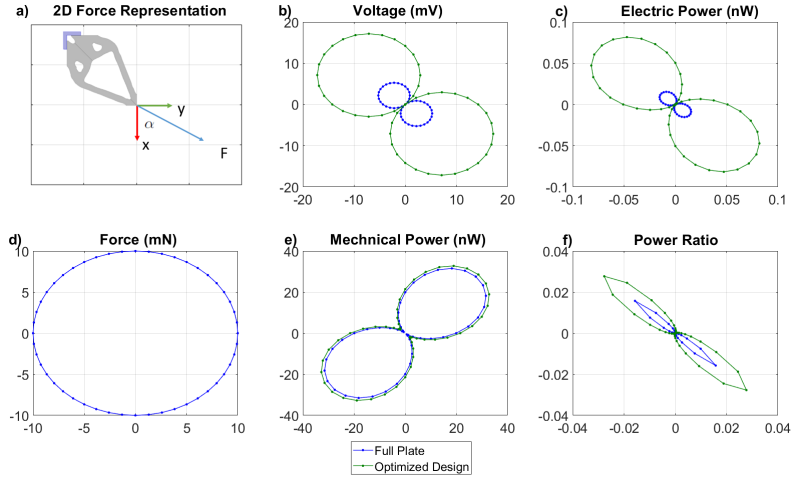 a) 2D Force Representation
α
y
x
F
b) Voltage (mV)
20
10
0
-10
-20
-20 -10 0 10 20
c) Electric Power (nW)
0.1
0.05
0
-0.05
-0.1
-0.1 -0.05 0 0.05 0.1
d) Force (mN)
10
5
0
-5
-10
-10 -5 0 5 10
e) Mechnical Power (nW)
40
20
0
-20
-40
-40 -20 0 20 40
f) Power Ratio
0.04
0.02
0
-0.02
-0.04
-0.04 -0.02 0 0.02 0.04
Full Plate
Optimized Design